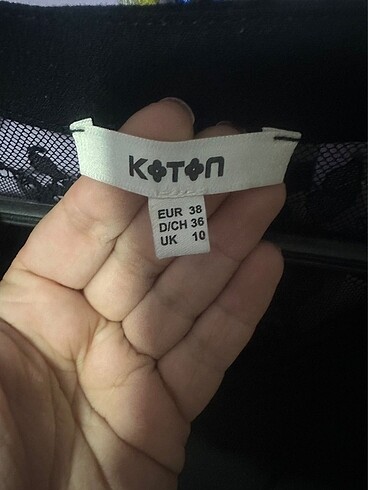 KOTON
EUR 38
D/CH 36
UK 10